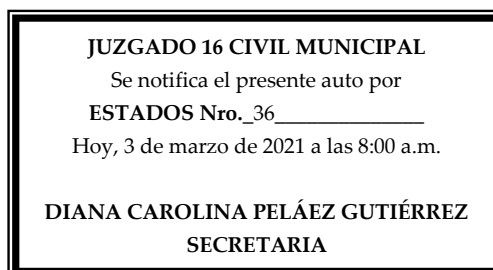 JUZGADO 16 CIVIL MUNICIPAL
Se notifica el presente auto por
ESTADOS Nro._36______________
Hoy, 3 de marzo de 2021 a las 8:00 a.m.
DIANA CAROLINA PELÁEZ GUTIÉRREZ
SECRETARIA